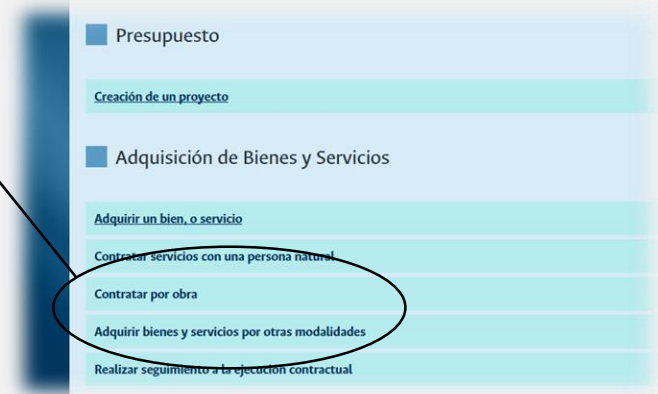 Presupuesto
Creación de un proyecto
Adquisición de Bienes y Servicios
Adquirir un bien, o servicio
Contratar servicios con una persona natural
Contratar por obra
Adquirir bienes y servicios por otras modalidades
Realizar seguimiento a la ejecución contractual